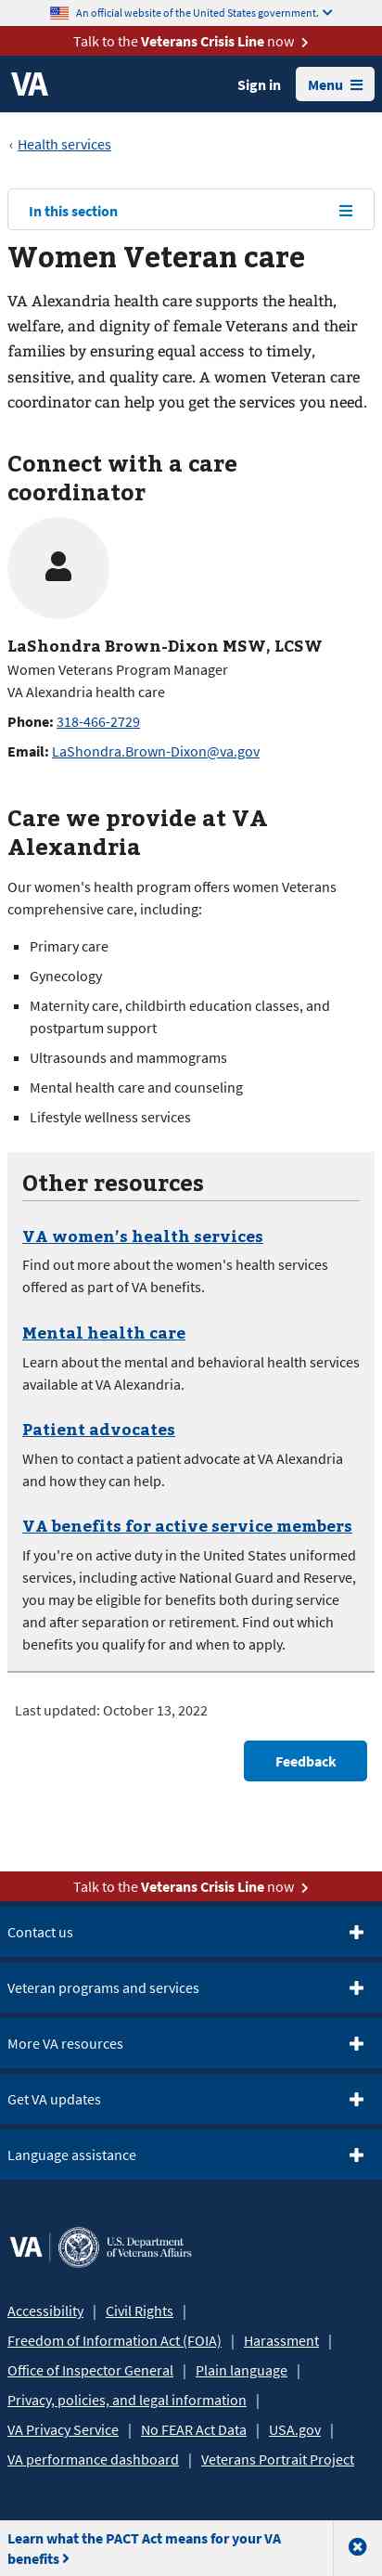 An official website of the United States government.
Talk to the Veterans Crisis Line now
VA
Sign in
Menu
‹ Health services
In this section
Women Veteran care
VA Alexandria health care supports the health,
welfare, and dignity of female Veterans and their
families by ensuring equal access to timely,
sensitive, and quality care. A women Veteran care
coordinator can help you get the services you need.
Connect with a care
coordinator
LaShondra Brown-Dixon MSW, LCSW
Women Veterans Program Manager
VA Alexandria health care
Phone: 318-466-2729
Email: LaShondra.Brown-Dixon@va.gov
Care we provide at VA
Alexandria
Our women's health program offers women Veterans
comprehensive care, including:
Primary care
Gynecology
Maternity care, childbirth education classes, and
postpartum support
Ultrasounds and mammograms
Mental health care and counseling
Lifestyle wellness services
Other resources
VA women’s health services
Find out more about the women's health services
offered as part of VA benefits.
Mental health care
Learn about the mental and behavioral health services
available at VA Alexandria.
Patient advocates
When to contact a patient advocate at VA Alexandria
and how they can help.
VA benefits for active service members
If you're on active duty in the United States uniformed
services, including active National Guard and Reserve,
you may be eligible for benefits both during service
and after separation or retirement. Find out which
benefits you qualify for and when to apply.
Last updated: October 13, 2022
Feedback
Talk to the Veterans Crisis Line now
Contact us
Veteran programs and services
More VA resources
Get VA updates
Language assistance
VA
U.S. Department
of Veterans Affairs
Accessibility | Civil Rights |
Freedom of Information Act (FOIA) | Harassment |
Office of Inspector General | Plain language |
Privacy, policies, and legal information |
VA Privacy Service | No FEAR Act Data | USA.gov |
VA performance dashboard | Veterans Portrait Project
Learn what the PACT Act means for your VA
benefits